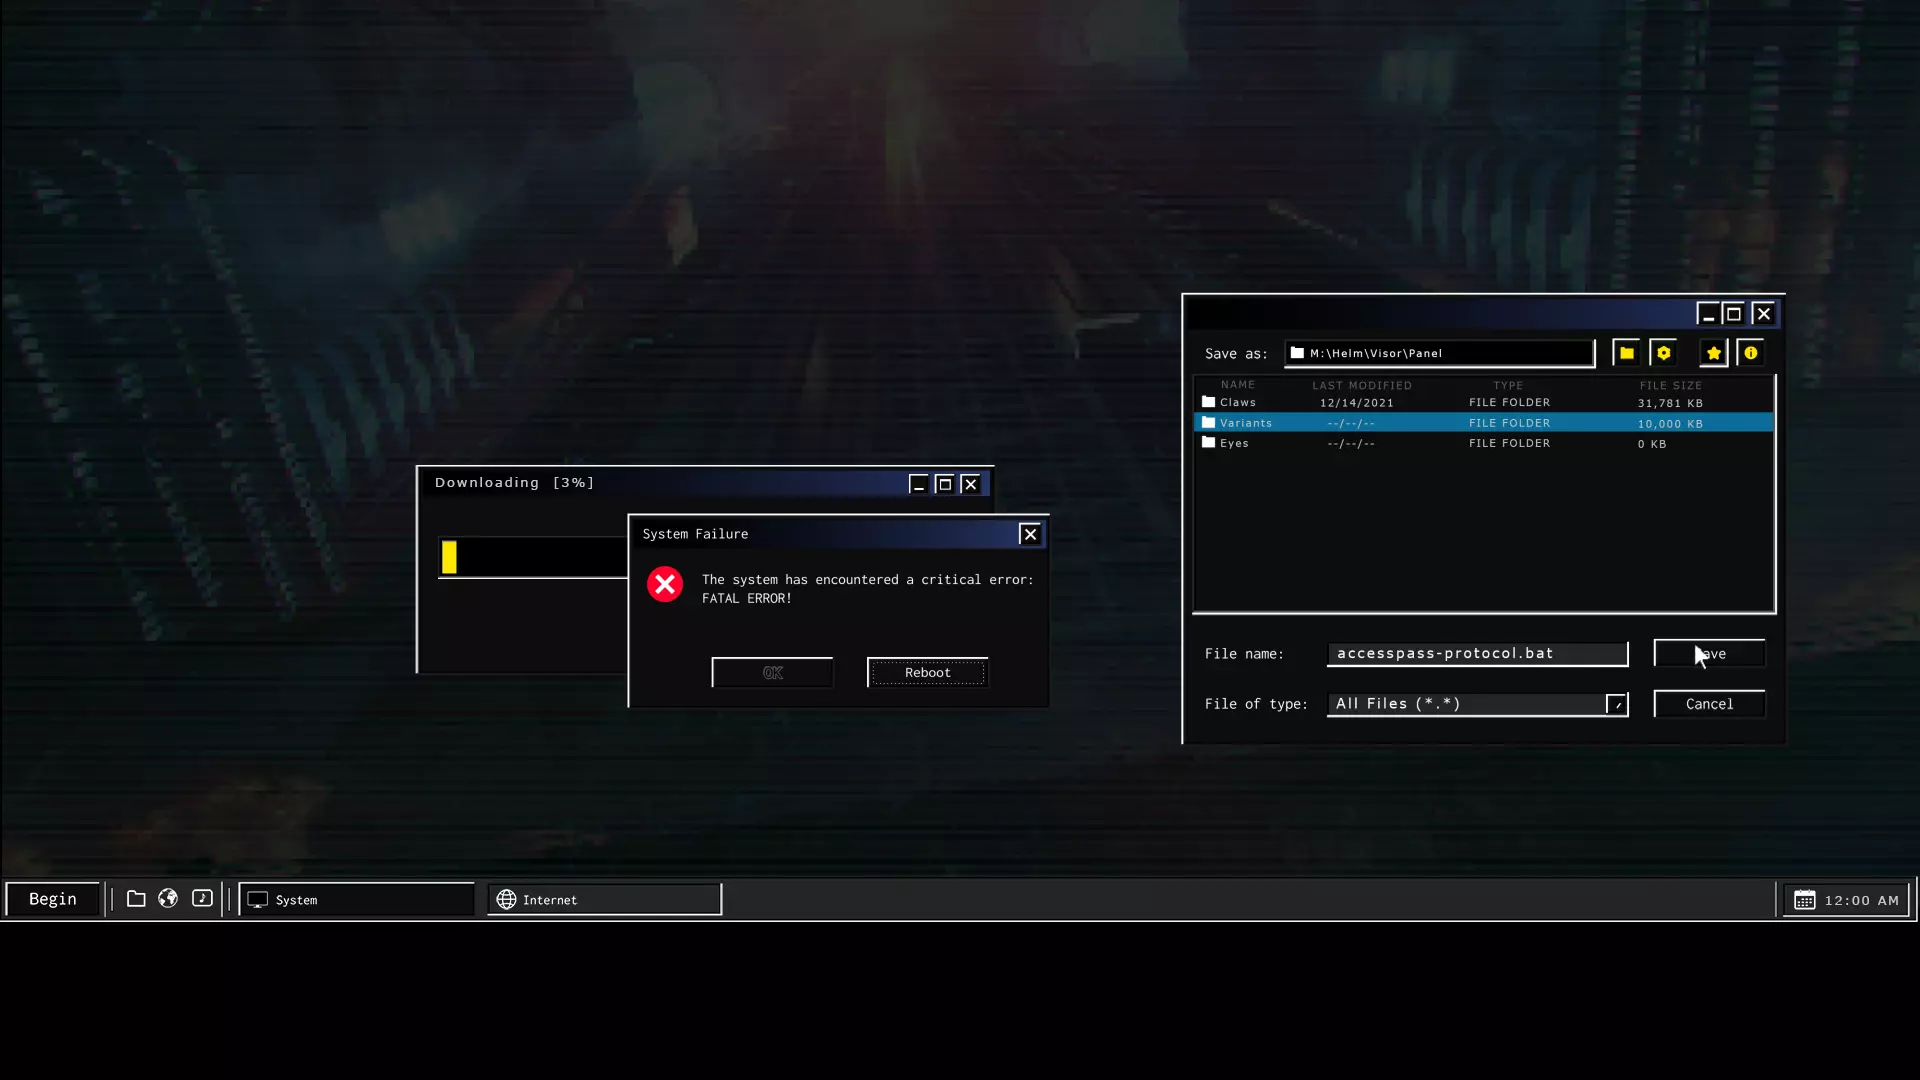 Save as:
M:\Helm\Visor\Panel
NAME LAST MODIFIED TYPE FILE SIZE
Claws 12/14/2021 FILE FOLDER 31,781 KB
Variants --/--/-- FILE FOLDER 10,000 KB
Eyes --/--/-- FILE FOLDER 0 KB
File name: accesspass-protocol.bat
File of type: All Files (*.*) Cancel
Downloading [3%]
System Failure
The system has encountered a critical error:
FATAL ERROR!
OK Reboot
Begin System Internet 12:00 AM